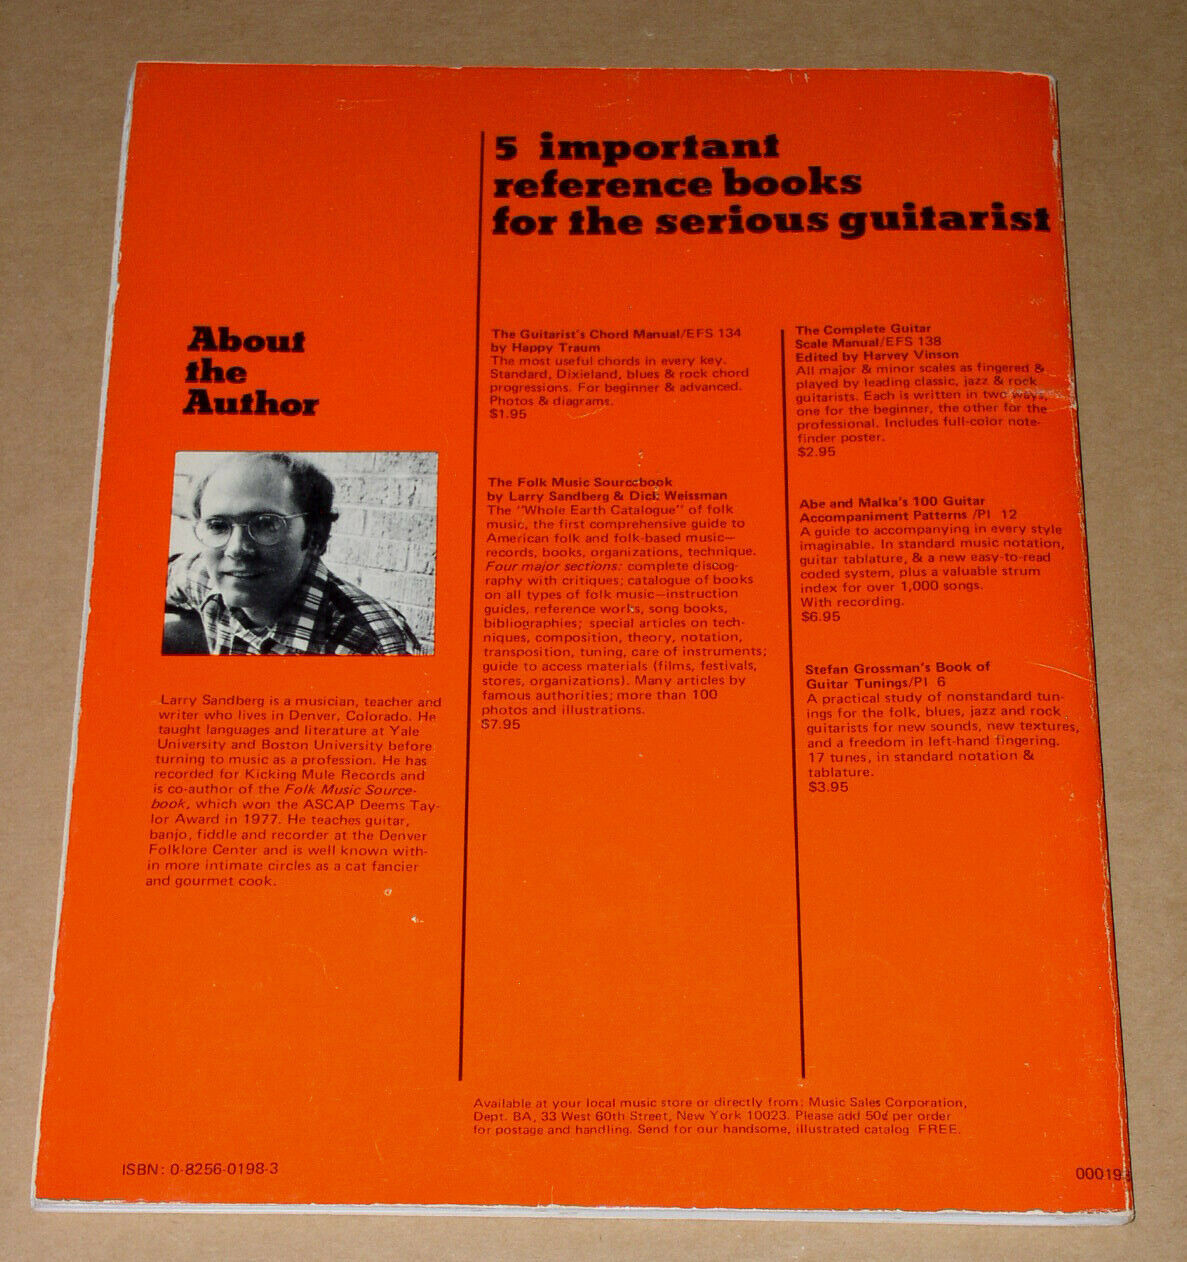 5 important
reference books
for the serious guitarist
About
the
Author
Larry Sandberg is a musician, teacher and
writer who lives in Denver, Colorado. He
taught languages and literature at Yale
University and Boston University before
turning to music as a profession. He has
recorded for Kicking Mule Records and
is co-author of the Folk Music Source-
book, which won the ASCAP Deems Tay-
lor Award in 1977. He teaches guitar,
banjo, fiddle and recorder at the Denver
Folklore Center and is well known with-
in more intimate circles as a cat fancier
and gourmet cook.
The Guitarist's Chord Manual/EFS 134
by Happy Traum
The most useful chords in every key.
Standard, Dixieland, blues & rock chord
progressions. For beginner & advanced.
Photos & diagrams.
$1.95
The Folk Music Sourcebook
by Larry Sandberg & Dick Weissman
The "Whole Earth Catalogue" of folk
music, the first comprehensive guide to
American folk and folk-based music—
records, books, organizations, technique.
Four major sections: complete discog-
raphy with critiques; catalogue of books
on all types of folk music—instruction
guides, reference works, song books,
bibliographies; special articles on tech-
niques, composition, theory, notation,
transposition, tuning, care of instruments;
guide to access materials (films, festivals,
stores, organizations). Many articles by
famous authorities; more than 100
photos and illustrations.
$7.95
The Complete Guitar
Scale Manual/EFS 138
Edited by Harvey Vinson
All major & minor scales as fingered &
played by leading classic, jazz & rock
guitarists. Each is written in two ways,
one for the beginner, the other for the
professional. Includes full-color note-
finder poster.
$2.95
Abe and Malka's 100 Guitar
Accompaniment Patterns /PI 12
A guide to accompanying in every style
imaginable. In standard music notation,
guitar tablature, & a new easy-to-read
coded system, plus a valuable strum
index for over 1,000 songs.
With recording.
$6.95
Stefan Grossman's Book of
Guitar Tunings/PI 6
A practical study of nonstandard tun-
ings for the folk, blues, jazz and rock
guitarists for new sounds, new textures,
and a freedom in left-hand fingering.
17 tunes, in standard notation &
tablature.
$3.95
Available at your local music store or directly from: Music Sales Corporation,
Dept. BA, 33 West 60th Street, New York 10023. Please add 50¢ per order
for postage and handling. Send for our handsome, illustrated catalog FREE.
ISBN: 0-8256-0198-3